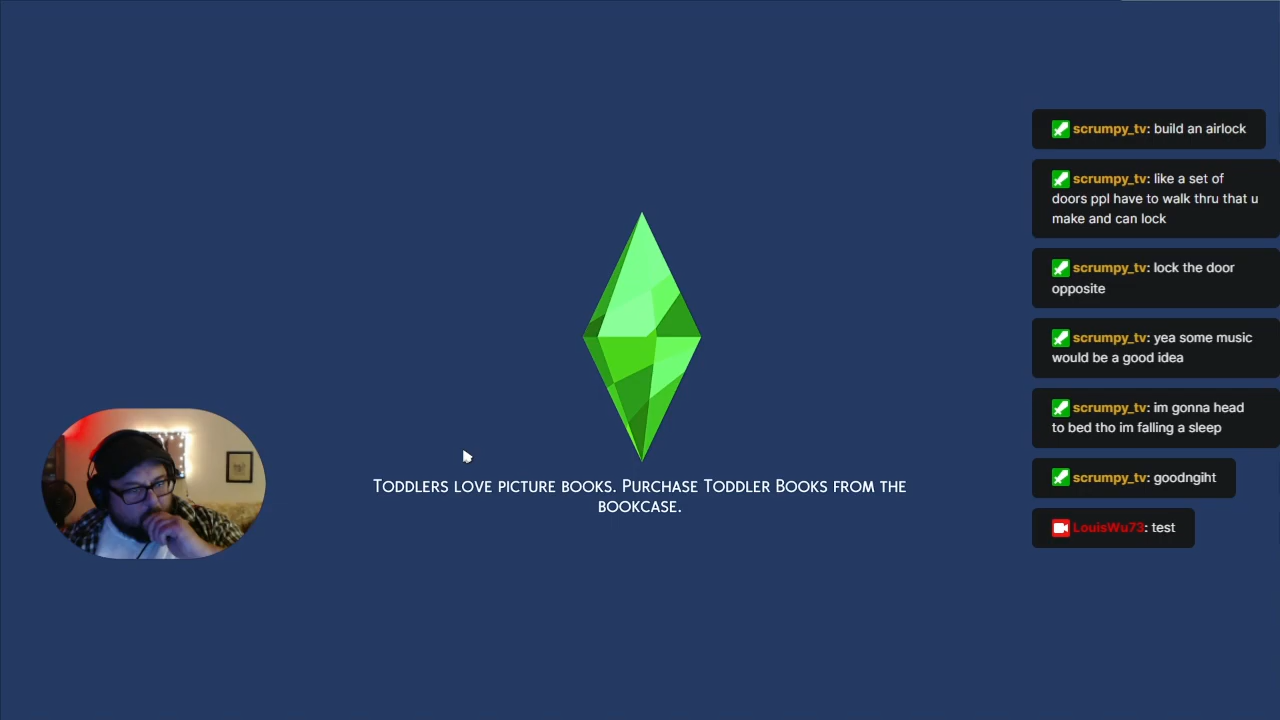 scrumpy_tv: build an airlock
scrumpy_tv: like a set of
doors ppl have to walk thru that u
make and can lock
scrumpy_tv: lock the door
opposite
scrumpy_tv: yea some music
would be a good idea
scrumpy_tv: im gonna head
to bed tho im falling a sleep
scrumpy_tv: goodngiht
LouisWu73: test
Toddlers love picture books. Purchase Toddler Books from the
bookcase.